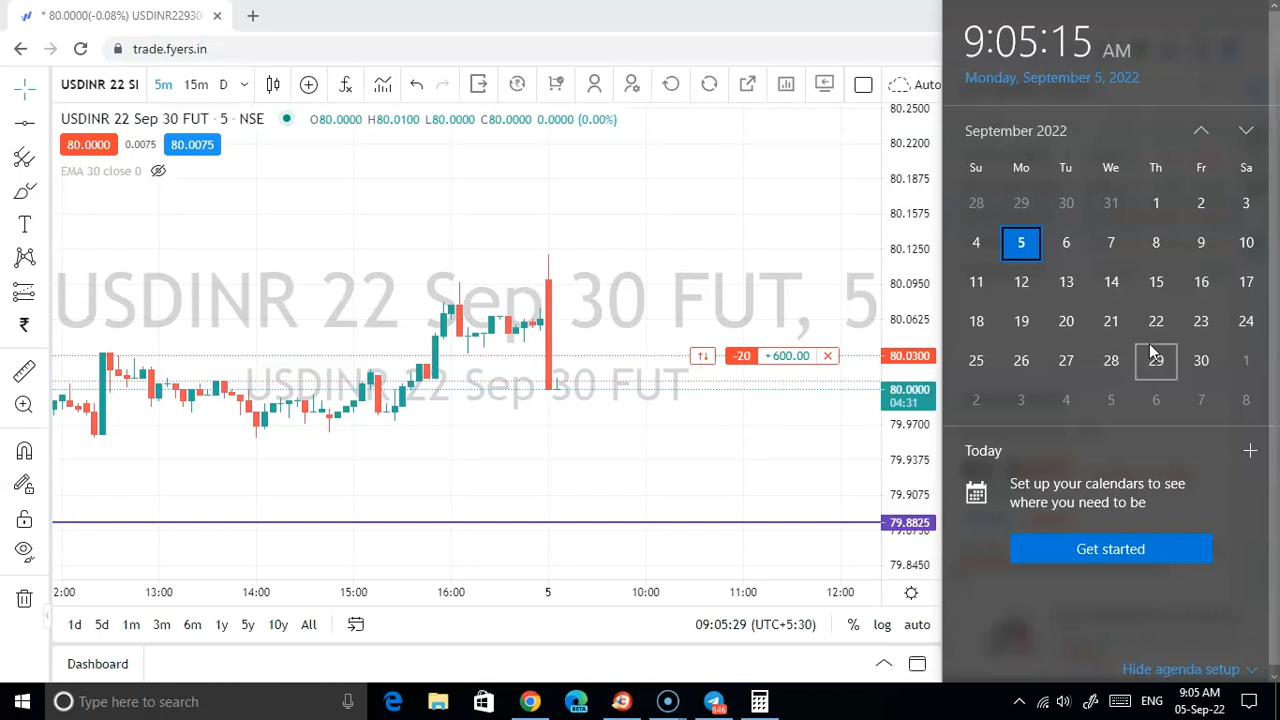 * 80.0000(-0.08%) USDINR22930
trade.fyers.in
USDINR 22 SI 5m 15m D Auto
USDINR 22 Sep 30 FUT · 5 · NSE O80.0000 H80.0100 L80.0000 C80.0000 0.0000 (0.00%)
80.0000 0.0075 80.0075
EMA 30 close 0
USDINR 22 Sep 30 FUT, 5
USDINR 22 Sep 30 FUT
-20 +600.00
80.2500
80.2200
80.1875
80.1575
80.1250
80.0950
80.0625
80.0300
80.0000
04:31
79.9700
79.9375
79.9075
79.8825
79.8450
2:00 13:00 14:00 15:00 16:00 5 10:00 11:00 12:00
1d 5d 1m 3m 6m 1y 5y 10y All 09:05:29 (UTC+5:30) % log auto
Dashboard
9:05:15 AM
Monday, September 5, 2022
September 2022
Su Mo Tu We Th Fr Sa
28 29 30 31 1 2 3
4 5 6 7 8 9 10
11 12 13 14 15 16 17
18 19 20 21 22 23 24
25 26 27 28 29 30 1
2 3 4 5 6 7 8
Today
Set up your calendars to see
where you need to be
Get started
Hide agenda setup
Type here to search
BETA
946
ENG
9:05 AM
05-Sep-22